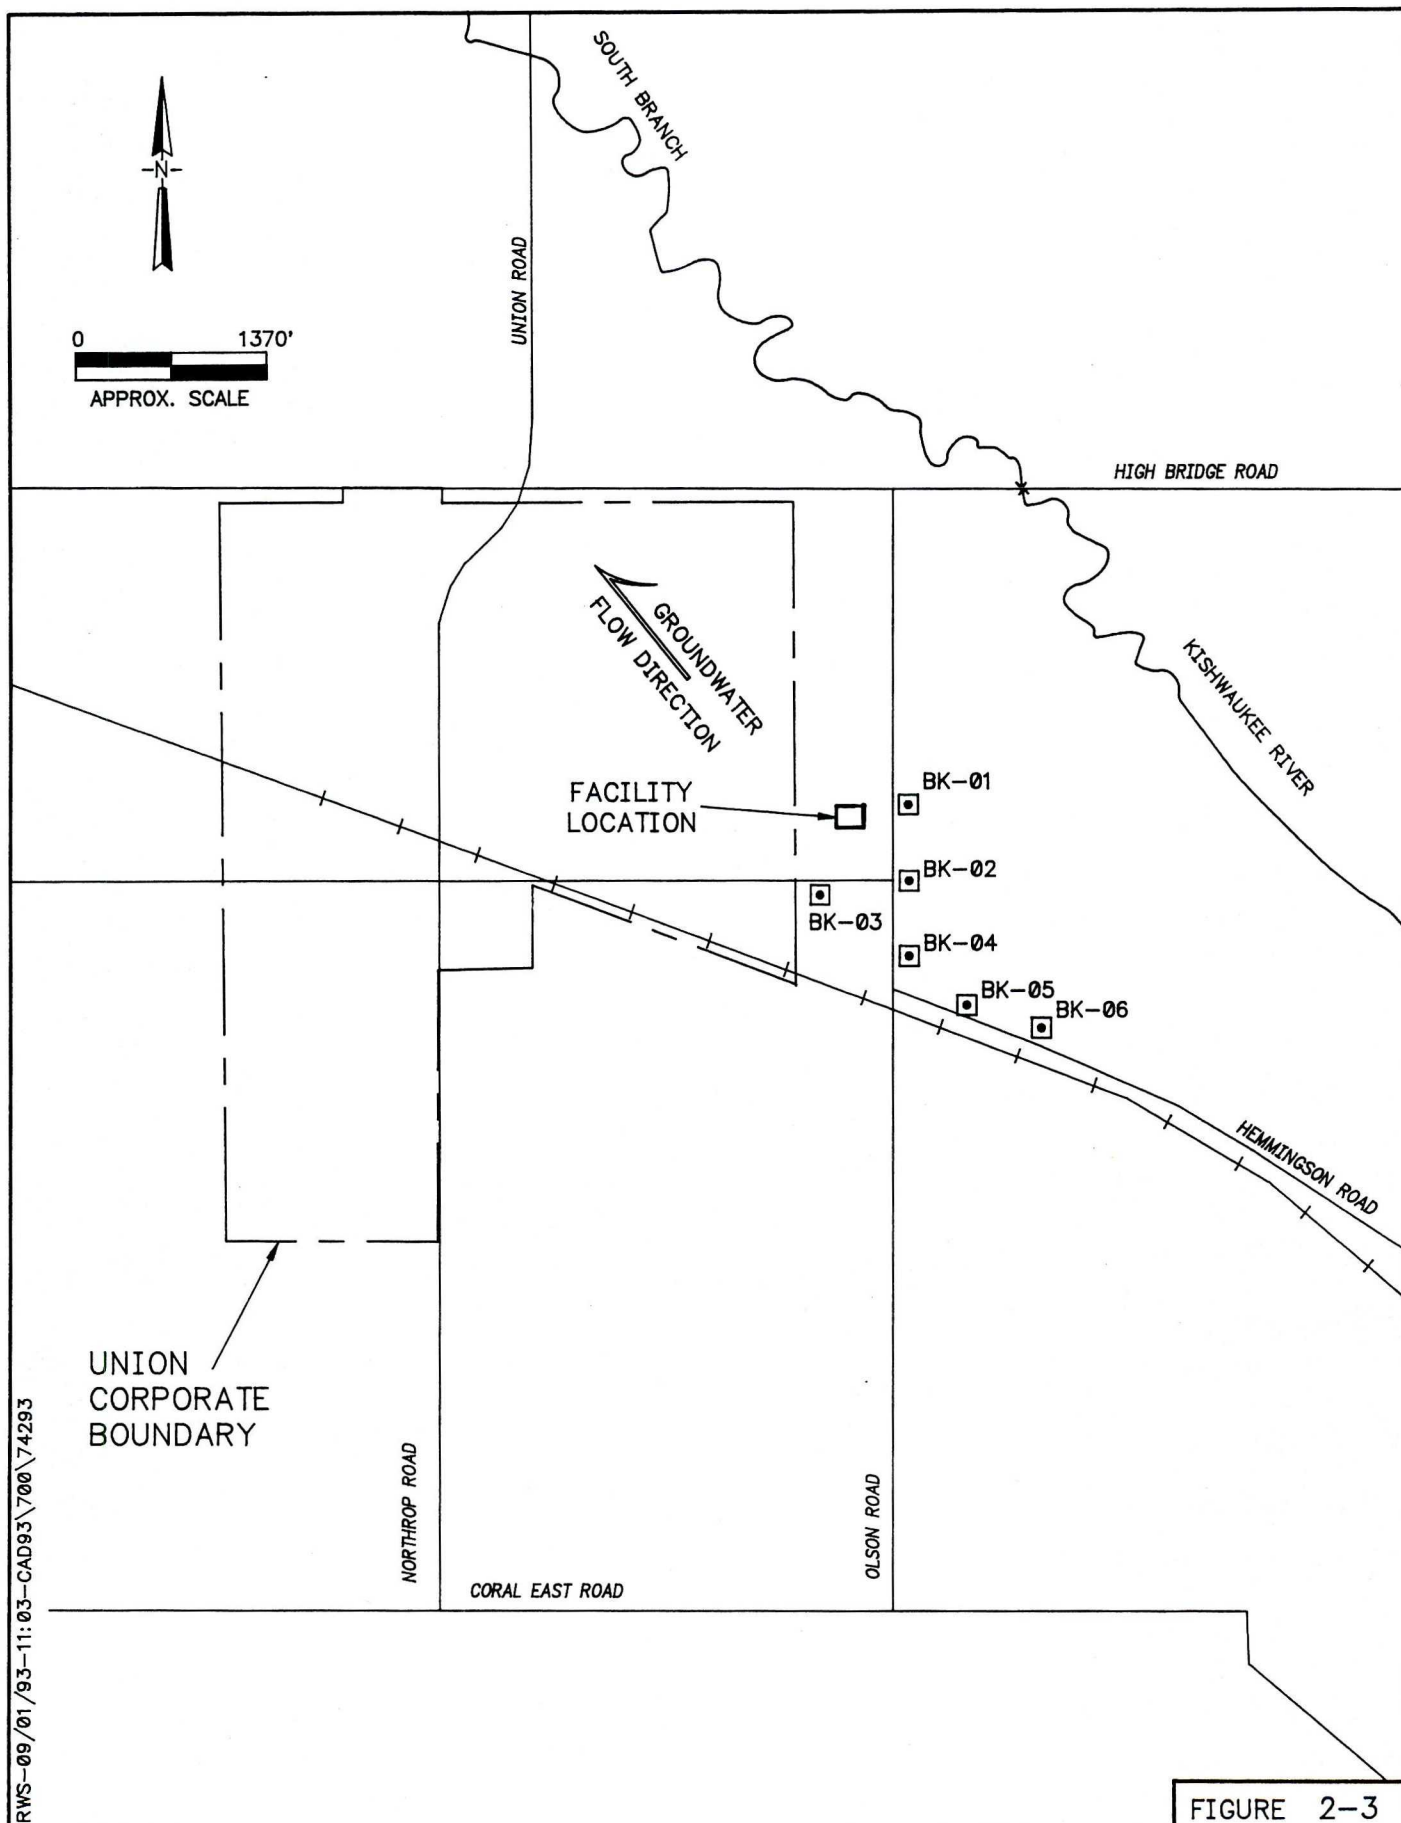 SOUTH BRANCH
-N-
UNION ROAD
0 1370'
APPROX. SCALE
HIGH BRIDGE ROAD
GROUNDWATER
FLOW DIRECTION
KISHWAUKEE RIVER
FACILITY
LOCATION
BK-01
BK-02
BK-03
BK-04
BK-05
BK-06
HEMMINGSON ROAD
UNION
CORPORATE
BOUNDARY
NORTHROP ROAD
OLSON ROAD
CORAL EAST ROAD
RWS-09/01/93-11:03-CAD93\700\74293
FIGURE 2-3